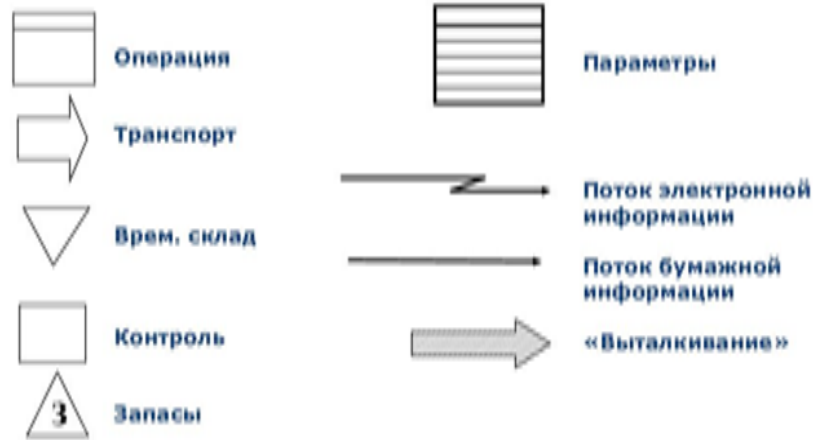 Операция
Транспорт
Врем. склад
Контроль
З
Запасы
Параметры
Поток электронной
информации
Поток бумажной
информации
«Выталкивание»